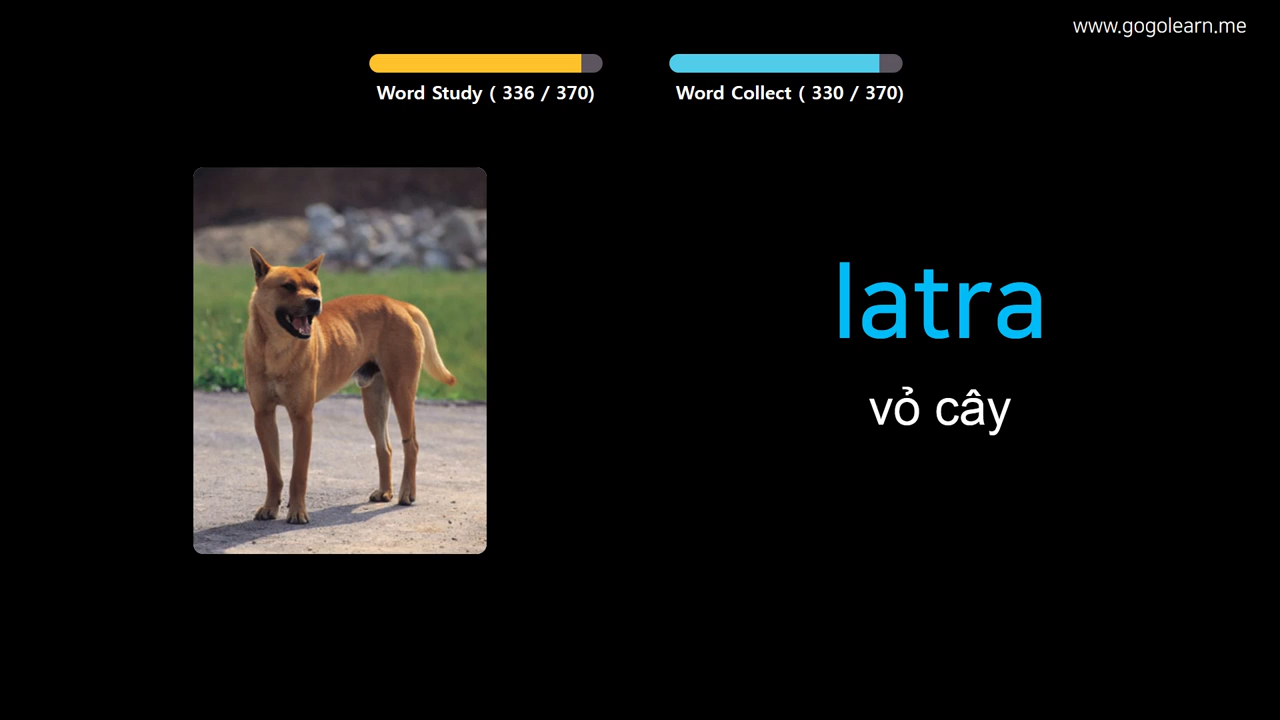 www.gogolearn.me
Word Study ( 336 / 370)
Word Collect ( 330 / 370)
latra
vỏ cây